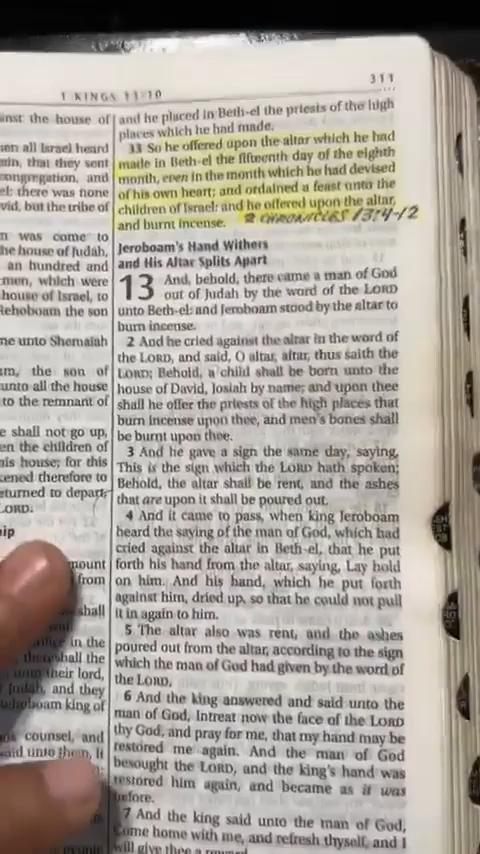 311
1 KINGS 13:10
inst the house of
en all Israel heard
ain, that they sent
congregation, and
el: there was none
vid, but the tribe of
n was come to
he house of Judah,
an hundred and
men, which were
house of Israel, to
Rehoboam the son
me unto Shemaiah
am, the son of
unto all the house
to the remnant of
e shall not go up,
en the children of
his house; for this
kened therefore to
eturned to depart,
LORD.
hip
mount
from
shall
in the
shall the
unto their lord,
Judah, and they
Rehoboam king of
counsel, and
said unto them, It
and he placed in Beth-el the priests of the high
places which he had made.
33 So he offered upon the altar which he had
made in Beth-el the fifteenth day of the eighth
month, even in the month which he had devised
of his own heart; and ordained a feast unto the
children of Israel: and he offered upon the altar,
and burnt incense. 2 CHRONICLES 13:4-12
Jeroboam's Hand Withers
and His Altar Splits Apart
13 And, behold, there came a man of God
out of Judah by the word of the LORD
unto Beth-el: and Jeroboam stood by the altar to
burn incense.
2 And he cried against the altar in the word of
the LORD, and said, O altar, altar, thus saith the
LORD; Behold, a child shall be born unto the
house of David, Josiah by name; and upon thee
shall he offer the priests of the high places that
burn incense upon thee, and men's bones shall
be burnt upon thee.
3 And he gave a sign the same day, saying,
This is the sign which the LORD hath spoken;
Behold, the altar shall be rent, and the ashes
that are upon it shall be poured out.
4 And it came to pass, when king Jeroboam
heard the saying of the man of God, which had
cried against the altar in Beth-el, that he put
forth his hand from the altar, saying, Lay hold
on him. And his hand, which he put forth
against him, dried up, so that he could not pull
it in again to him.
5 The altar also was rent, and the ashes
poured out from the altar, according to the sign
which the man of God had given by the word of
the LORD.
6 And the king answered and said unto the
man of God, Intreat now the face of the LORD
thy God, and pray for me, that my hand may be
restored me again. And the man of God
besought the LORD, and the king's hand was
restored him again, and became as it was
before.
7 And the king said unto the man of God,
Come home with me, and refresh thyself, and I
will give thee a reward